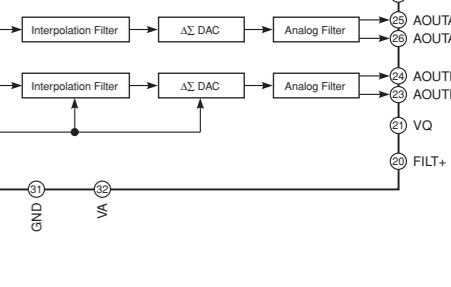 Interpolation Filter ΔΣ DAC Analog Filter 25 AOUTA
26 AOUTA
Interpolation Filter ΔΣ DAC Analog Filter 24 AOUTB
23 AOUTB
21 VQ
20 FILT+
31 32
GND VA